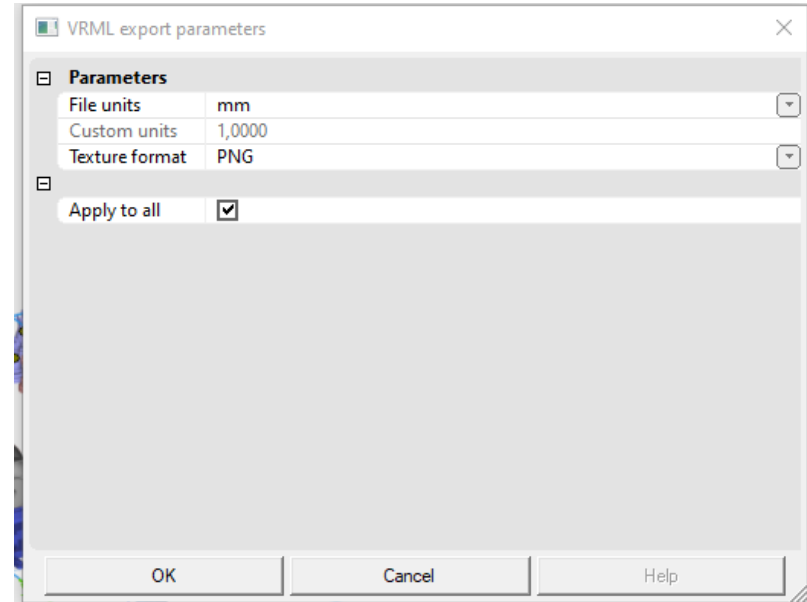 VRML export parameters
Parameters
File units mm
Custom units 1,0000
Texture format PNG
Apply to all
OK Cancel Help